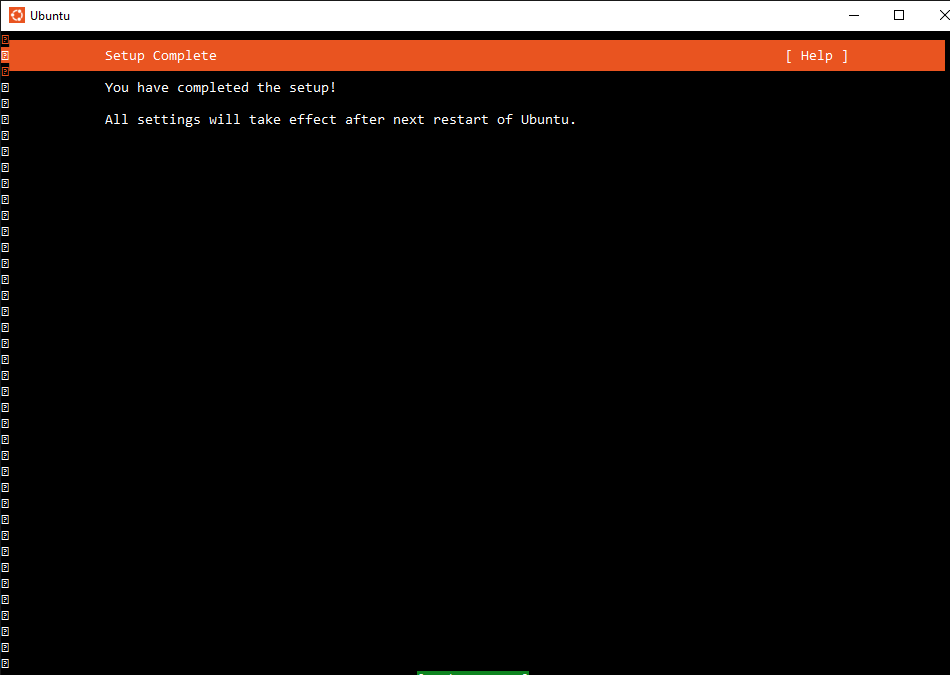 Ubuntu
Setup Complete [ Help ]
You have completed the setup!
All settings will take effect after next restart of Ubuntu.